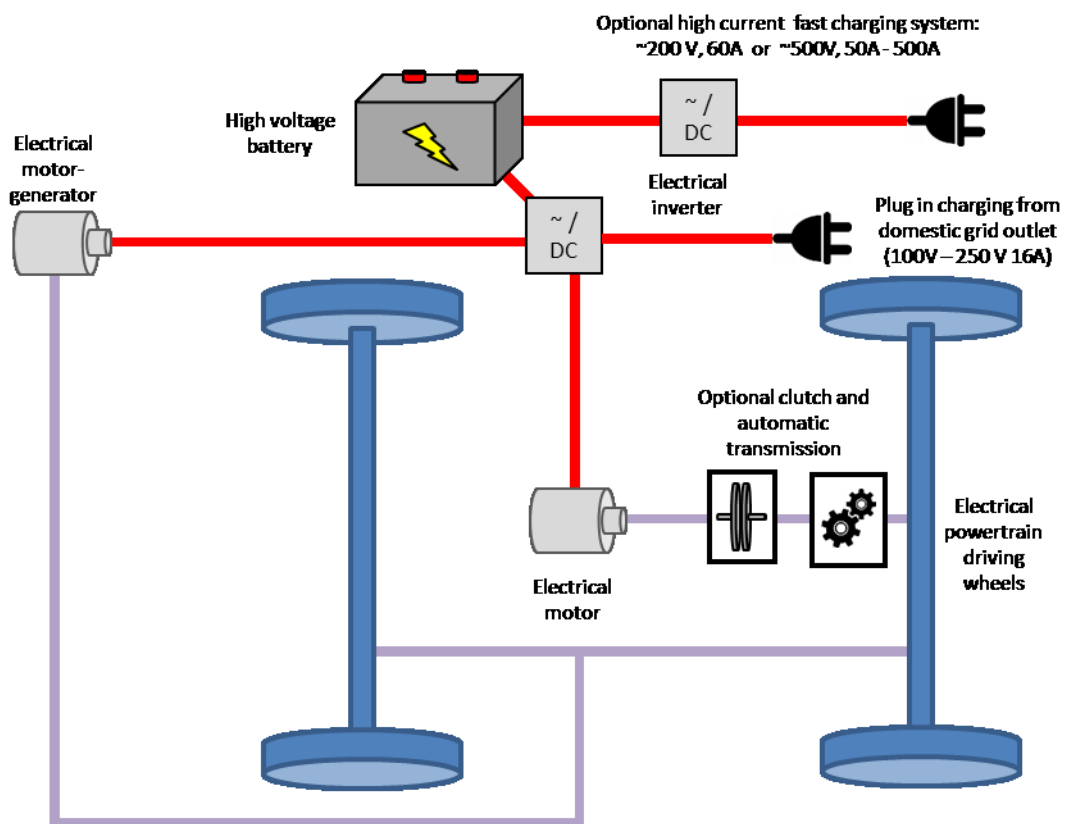 Optional high current fast charging system:
~200 V, 60A or ~500V, 50A - 500A
~ /
DC
High voltage
battery
Electrical
motor-
generator
Electrical
inverter
~ /
DC
Plug in charging from
domestic grid outlet
(100V – 250 V 16A)
Optional clutch and
automatic
transmission
Electrical
powertrain
driving
wheels
Electrical
motor